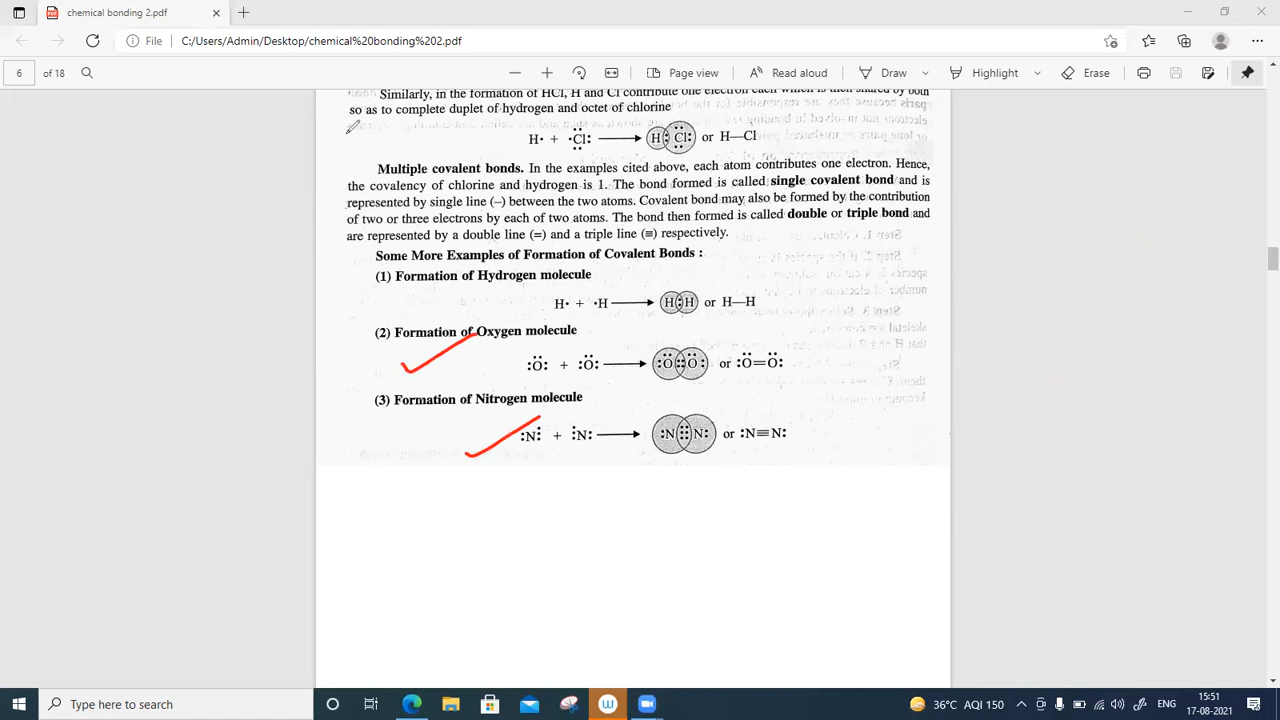 chemical bonding 2.pdf
File C:/Users/Admin/Desktop/chemical%20bonding%202.pdf
6 of 18 Page view Read aloud Draw Highlight Erase
Similarly, in the formation of HCl, H and Cl contribute one electron each which is then shared by both
so as to complete duplet of hydrogen and octet of chlorine
H· + ·Cl: ⟶ H:Cl: or H—Cl
Multiple covalent bonds. In the examples cited above, each atom contributes one electron. Hence,
the covalency of chlorine and hydrogen is 1. The bond formed is called single covalent bond and is
represented by single line (–) between the two atoms. Covalent bond may also be formed by the contribution
of two or three electrons by each of two atoms. The bond then formed is called double or triple bond and
are represented by a double line (=) and a triple line (≡) respectively.
Some More Examples of Formation of Covalent Bonds :
(1) Formation of Hydrogen molecule
H· + ·H ⟶ H:H or H—H
(2) Formation of Oxygen molecule
:Ö: + :Ö: ⟶ :Ö::Ö: or :Ö=Ö:
(3) Formation of Nitrogen molecule
:N⫶ + ⫶N: ⟶ :N⫶⫶N: or :N≡N:
Type here to search
36°C AQI 150 ENG 15:51
17-08-2021